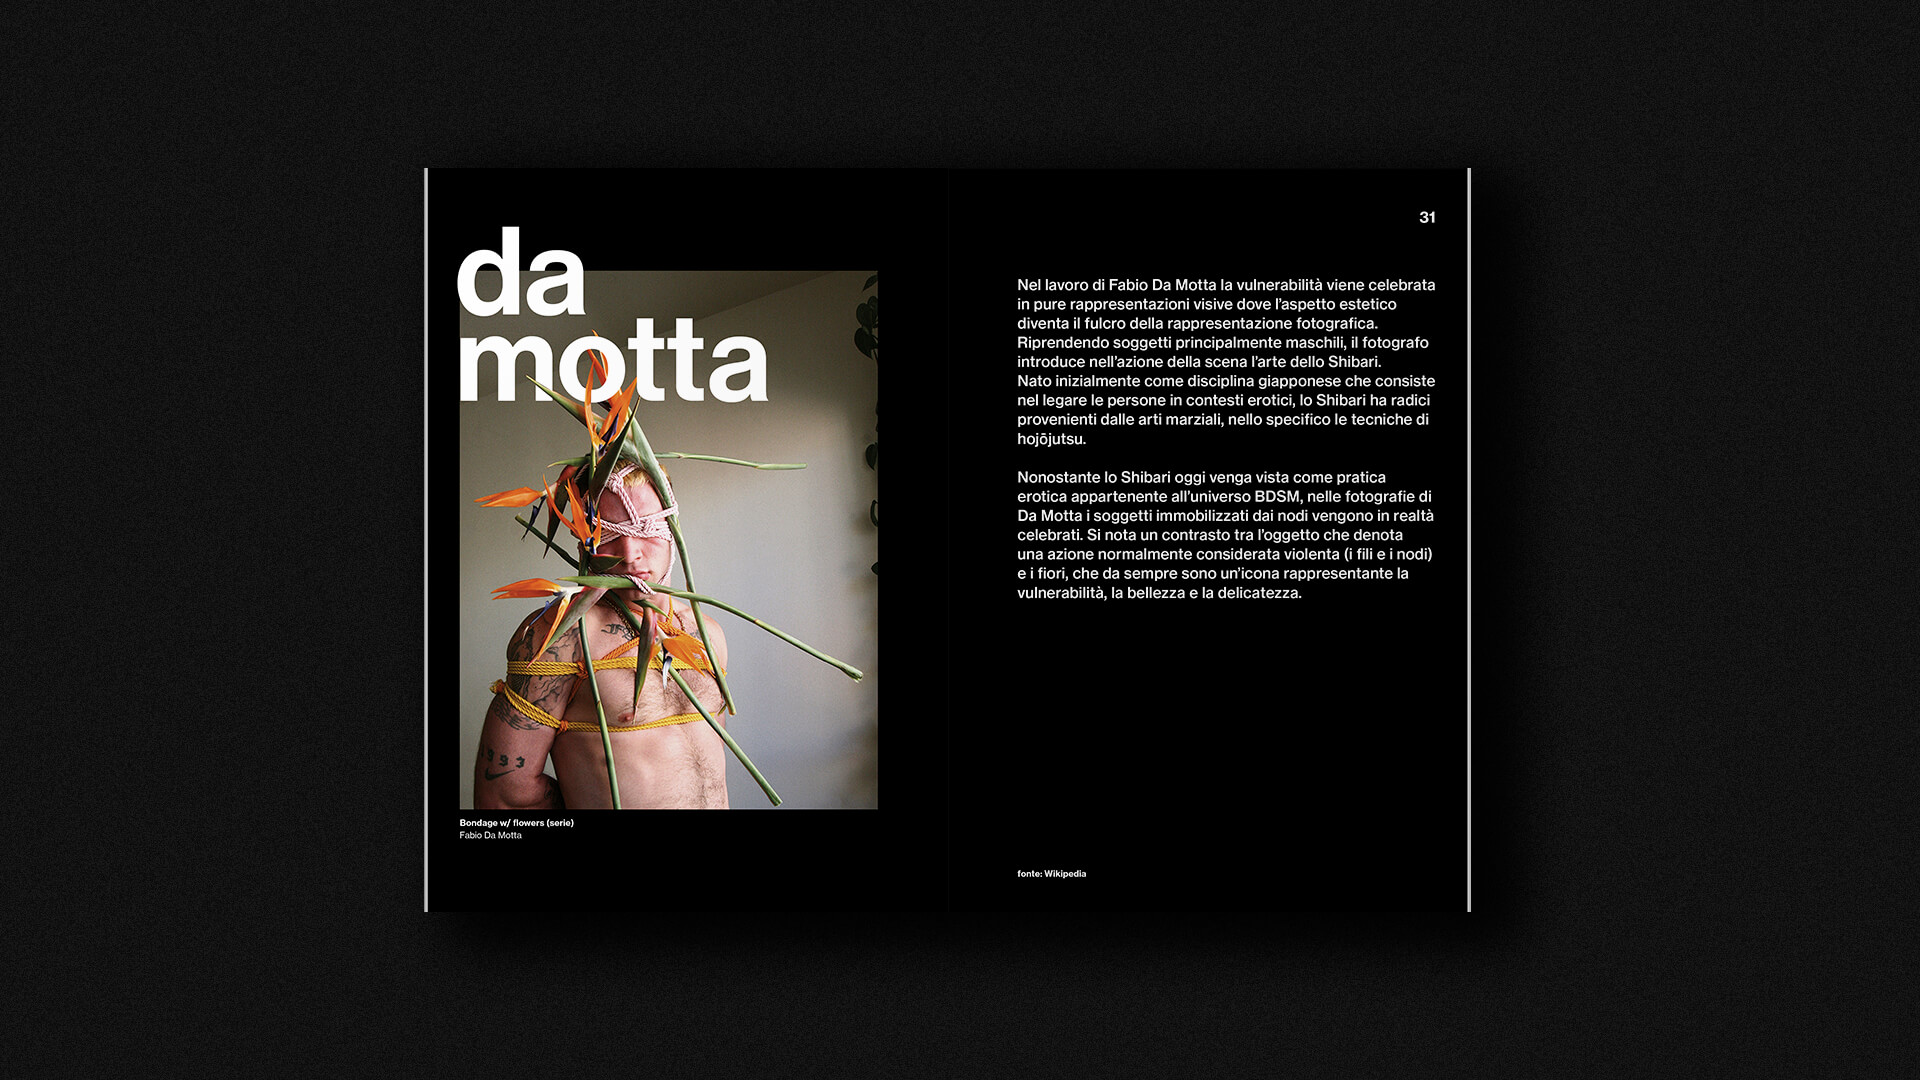 da
motta
1993
Bondage w/ flowers (serie)
Fabio Da Motta
31
Nel lavoro di Fabio Da Motta la vulnerabilità viene celebrata
in pure rappresentazioni visive dove l’aspetto estetico
diventa il fulcro della rappresentazione fotografica.
Riprendendo soggetti principalmente maschili, il fotografo
introduce nell’azione della scena l’arte dello Shibari.
Nato inizialmente come disciplina giapponese che consiste
nel legare le persone in contesti erotici, lo Shibari ha radici
provenienti dalle arti marziali, nello specifico le tecniche di
hojōjutsu.
Nonostante lo Shibari oggi venga vista come pratica
erotica appartenente all’universo BDSM, nelle fotografie di
Da Motta i soggetti immobilizzati dai nodi vengono in realtà
celebrati. Si nota un contrasto tra l’oggetto che denota
una azione normalmente considerata violenta (i fili e i nodi)
e i fiori, che da sempre sono un’icona rappresentante la
vulnerabilità, la bellezza e la delicatezza.
fonte: Wikipedia